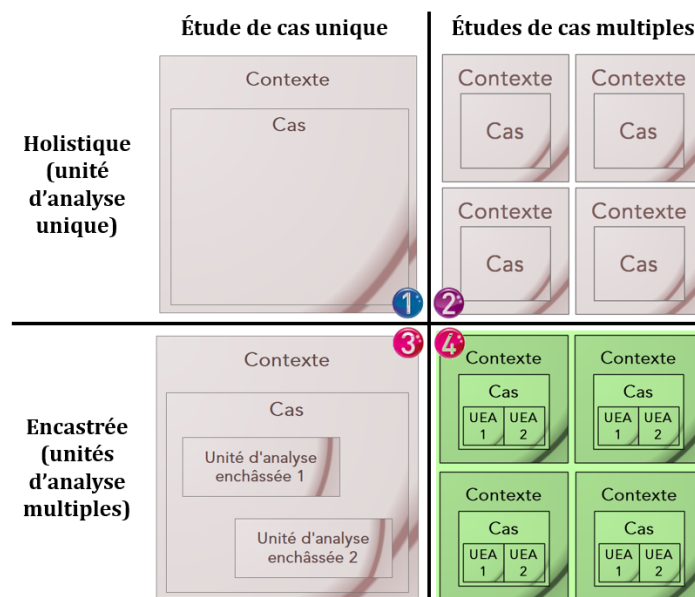 Étude de cas unique
Études de cas multiples
Holistique
(unité
d'analyse
unique)
Contexte
Cas
1
Contexte
Contexte
Cas
Cas
Contexte
Contexte
Cas
Cas
2
Encastrée
(unités
d'analyse
multiples)
3
Contexte
Cas
Unité d'analyse
enchâssée 1
Unité d'analyse
enchâssée 2
4
Contexte
Contexte
Cas
Cas
UEA UEA
1 2
UEA UEA
1 2
Contexte
Contexte
Cas
Cas
UEA UEA
1 2
UEA UEA
1 2